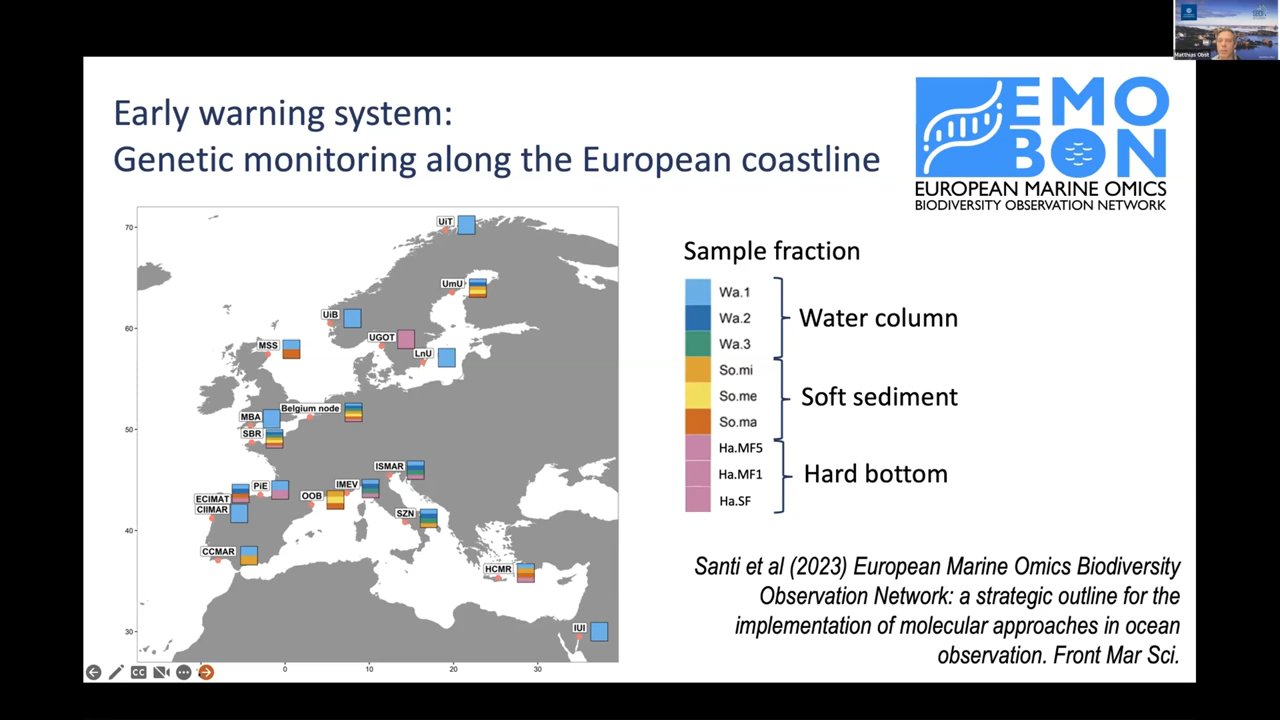 Matthias Obst
Early warning system:
Genetic monitoring along the European coastline
EMO
BON
EUROPEAN MARINE OMICS
BIODIVERSITY OBSERVATION NETWORK
70
60
50
40
30
0
10
20
30
UiT
UmU
UiB
UGOT
MSS
LnU
Belgium node
MBA
SBR
ISMAR
PiE
IMEV
ECIMAT
OOB
CIIMAR
SZN
CCMAR
HCMR
IUI
Sample fraction
Wa.1
Wa.2
Wa.3
Water column
So.mi
So.me
So.ma
Soft sediment
Ha.MF5
Ha.MF1
Ha.SF
Hard bottom
Santi et al (2023) European Marine Omics Biodiversity
Observation Network: a strategic outline for the
implementation of molecular approaches in ocean
observation. Front Mar Sci.
CC